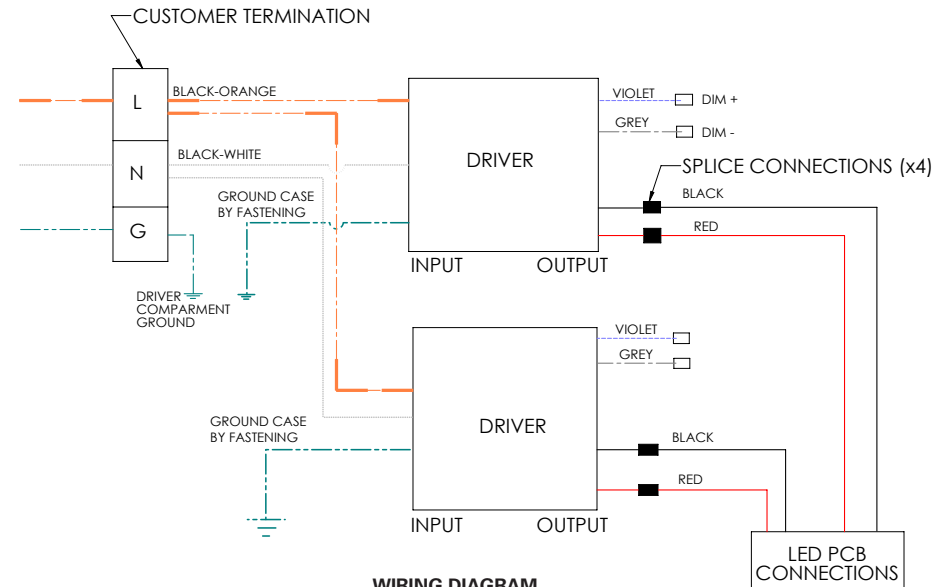 CUSTOMER TERMINATION
L
BLACK-ORANGE
N
BLACK-WHITE
G
GROUND CASE
BY FASTENING
DRIVER
COMPARMENT
GROUND
DRIVER
INPUT
OUTPUT
VIOLET
DIM +
GREY
DIM -
SPLICE CONNECTIONS (x4)
BLACK
RED
GROUND CASE
BY FASTENING
DRIVER
INPUT
OUTPUT
VIOLET
GREY
BLACK
RED
LED PCB
CONNECTIONS
WIRING DIAGRAM